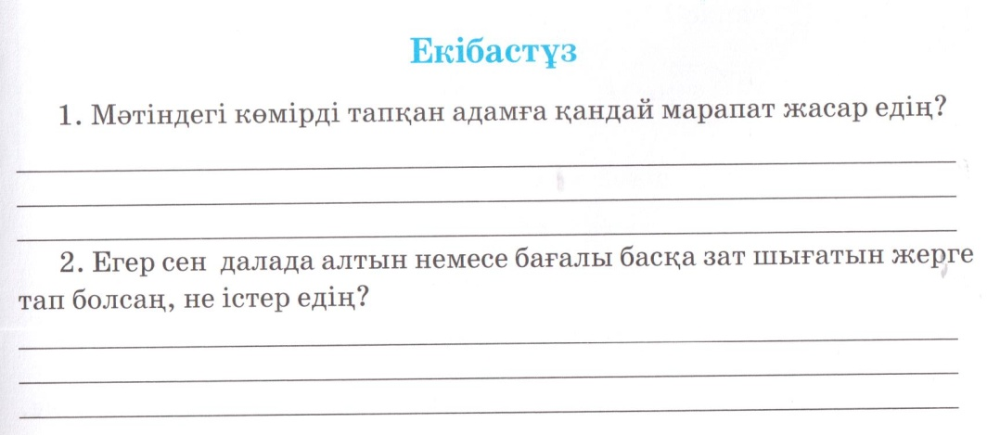 Екібастұз
1. Мәтіндегі көмірді тапқан адамға қандай марапат жасар едің?
2. Егер сен далада алтын немесе бағалы басқа зат шығатын жерге
тап болсаң, не істер едің?